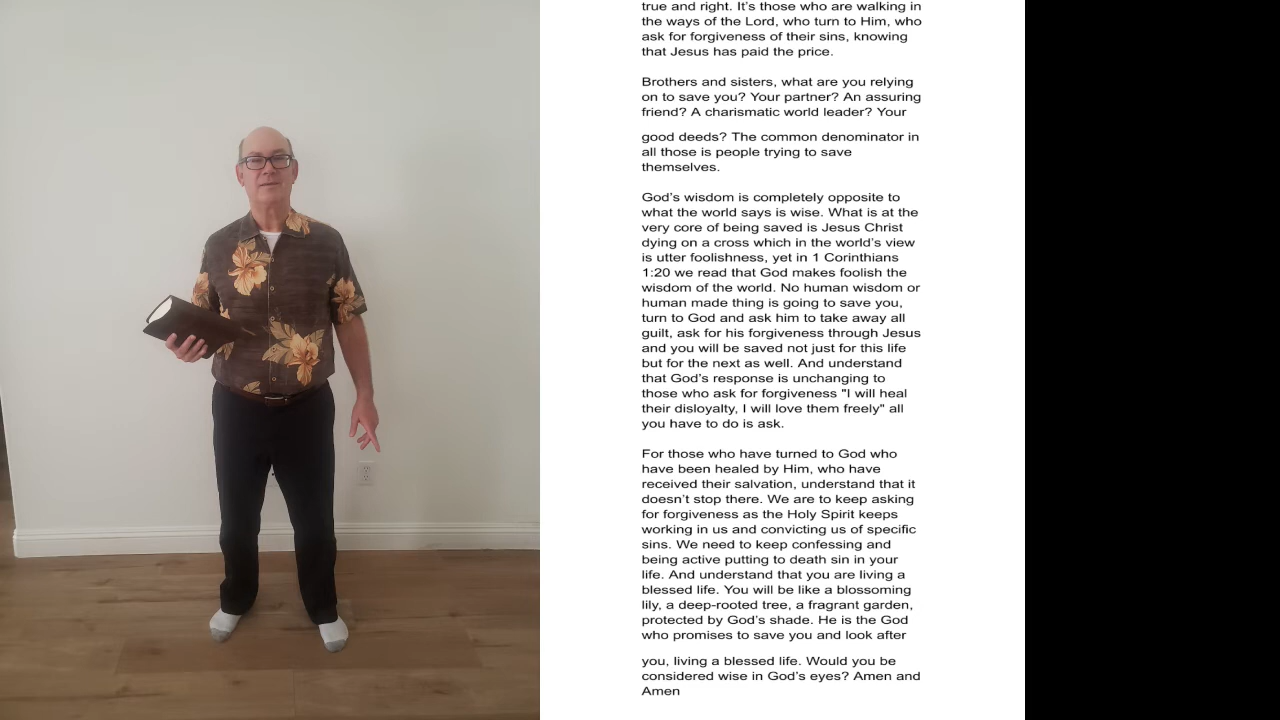 true and right. It’s those who are walking in
the ways of the Lord, who turn to Him, who
ask for forgiveness of their sins, knowing
that Jesus has paid the price.
Brothers and sisters, what are you relying
on to save you? Your partner? An assuring
friend? A charismatic world leader? Your
good deeds? The common denominator in
all those is people trying to save
themselves.
God’s wisdom is completely opposite to
what the world says is wise. What is at the
very core of being saved is Jesus Christ
dying on a cross which in the world’s view
is utter foolishness, yet in 1 Corinthians
1:20 we read that God makes foolish the
wisdom of the world. No human wisdom or
human made thing is going to save you,
turn to God and ask him to take away all
guilt, ask for his forgiveness through Jesus
and you will be saved not just for this life
but for the next as well. And understand
that God’s response is unchanging to
those who ask for forgiveness "I will heal
their disloyalty, I will love them freely" all
you have to do is ask.
For those who have turned to God who
have been healed by Him, who have
received their salvation, understand that it
doesn’t stop there. We are to keep asking
for forgiveness as the Holy Spirit keeps
working in us and convicting us of specific
sins. We need to keep confessing and
being active putting to death sin in your
life. And understand that you are living a
blessed life. You will be like a blossoming
lily, a deep-rooted tree, a fragrant garden,
protected by God’s shade. He is the God
who promises to save you and look after
you, living a blessed life. Would you be
considered wise in God’s eyes? Amen and
Amen